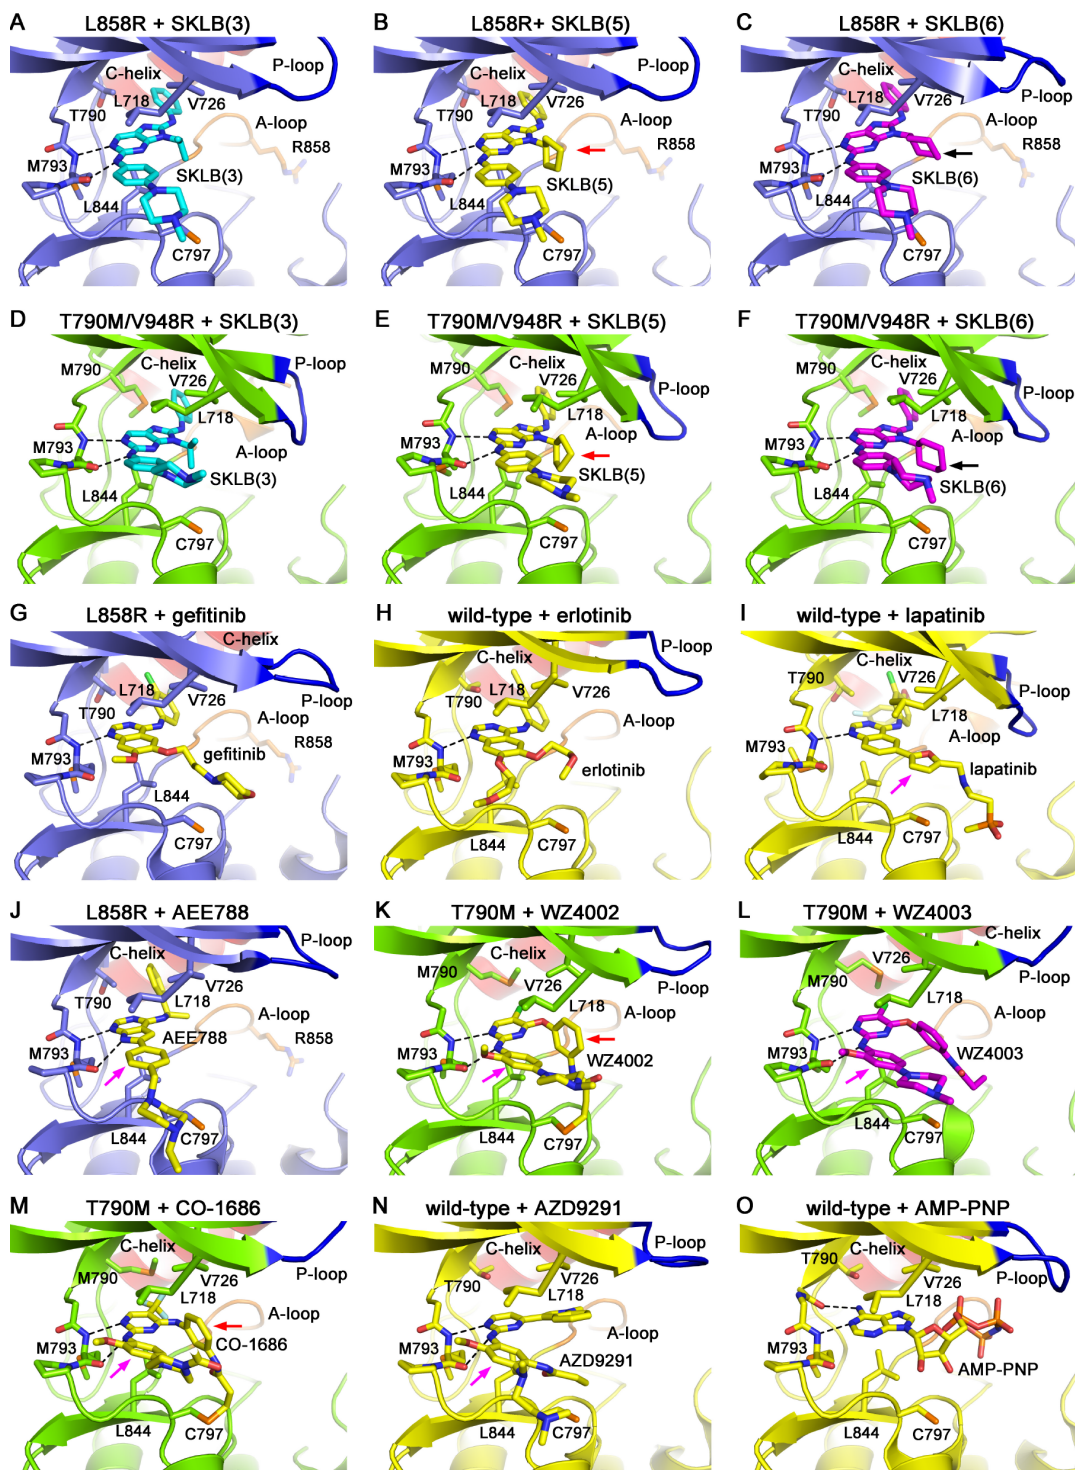 A L858R + SKLB(3)
C-helix
P-loop
L718 V726
T790
A-loop
R858
M793
SKLB(3)
L844
C797
B L858R+ SKLB(5)
C-helix
P-loop
L718 V726
T790
A-loop
R858
M793
SKLB(5)
L844
C797
C L858R + SKLB(6)
C-helix
P-loop
L718 V726
T790
A-loop
R858
M793
SKLB(6)
L844
C797
D T790M/V948R + SKLB(3)
C-helix
P-loop
M790
V726
L718
A-loop
M793
SKLB(3)
L844
C797
E T790M/V948R + SKLB(5)
C-helix
P-loop
M790
V726
L718
A-loop
M793
SKLB(5)
L844
C797
F T790M/V948R + SKLB(6)
C-helix
P-loop
M790
V726
L718
A-loop
M793
SKLB(6)
L844
C797
G L858R + gefitinib
C-helix
P-loop
L718 V726
T790
A-loop
R858
M793
gefitinib
L844
C797
H wild-type + erlotinib
P-loop
C-helix
L718 V726
T790
A-loop
M793
erlotinib
L844 C797
I wild-type + lapatinib
C-helix
T790 V726
P-loop
L718
A-loop
M793
lapatinib
L844 C797
J L858R + AEE788
P-loop
C-helix
V726
T790 L718
A-loop
R858
AEE788
M793
L844 C797
K T790M + WZ4002
C-helix
M790
V726
P-loop
L718
A-loop
M793
WZ4002
L844
C797
L T790M + WZ4003
C-helix
V726
P-loop
M790
L718
A-loop
M793
WZ4003
L844
C797
M T790M + CO-1686
C-helix
P-loop
M790 V726
L718
A-loop
CO-1686
M793
L844 C797
N wild-type + AZD9291
P-loop
C-helix
T790 V726
L718
A-loop
M793
AZD9291
L844 C797
O wild-type + AMP-PNP
T790 C-helix
P-loop
V726
L718
A-loop
M793
AMP-PNP
L844 C797